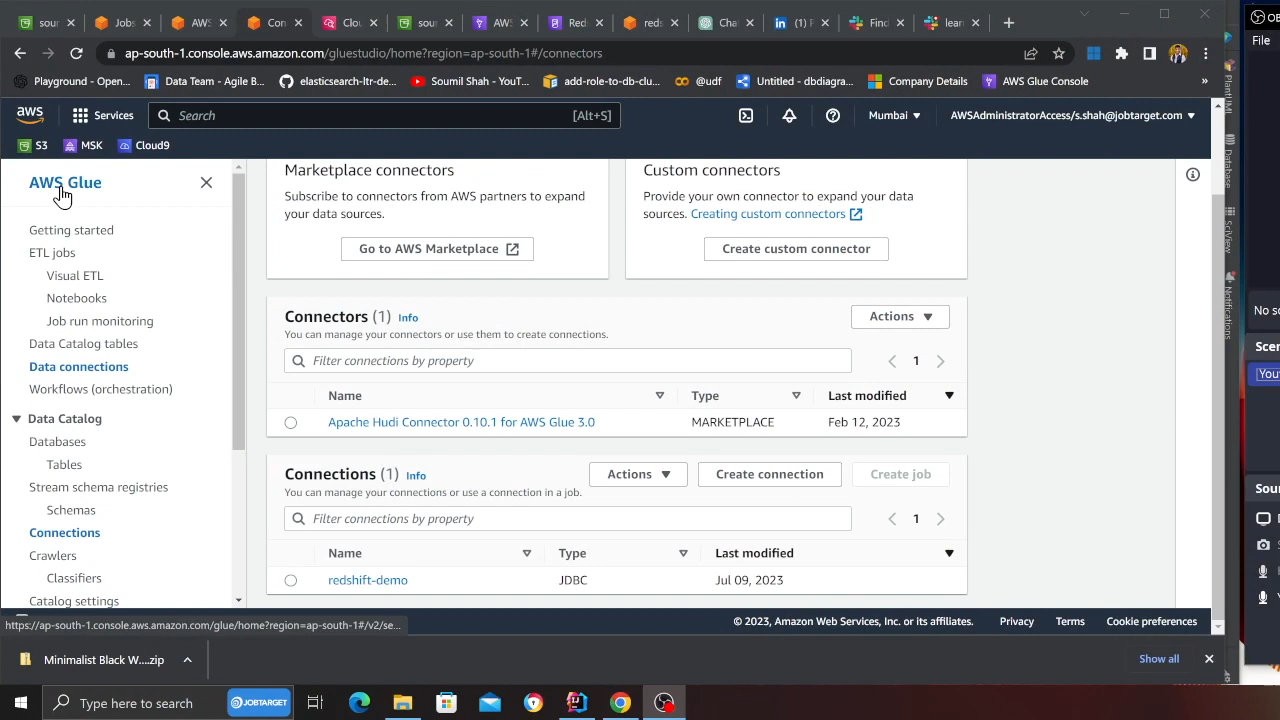 sour
Jobs
AWS
Con
Clou
sour
AWS
Reds
reds
Chat
(1) F
Find
learn
ap-south-1.console.aws.amazon.com/gluestudio/home?region=ap-south-1#/connectors
Playground - Open...
Data Team - Agile B...
elasticsearch-ltr-de...
Soumil Shah - YouT...
add-role-to-db-clu...
@udf
Untitled - dbdiagra...
Company Details
AWS Glue Console
»
aws
Services
Search
[Alt+S]
Mumbai
AWSAdministratorAccess/s.shah@jobtarget.com
S3
MSK
Cloud9
AWS Glue
Getting started
ETL jobs
Visual ETL
Notebooks
Job run monitoring
Data Catalog tables
Data connections
Workflows (orchestration)
Data Catalog
Databases
Tables
Stream schema registries
Schemas
Connections
Crawlers
Classifiers
Catalog settings
Marketplace connectors
Subscribe to connectors from AWS partners to expand
your data sources.
Go to AWS Marketplace
Custom connectors
Provide your own connector to expand your data
sources. Creating custom connectors
Create custom connector
Connectors (1) Info
Actions
You can manage your connectors or use them to create connections.
Filter connections by property
1
Name
Type
Last modified
Apache Hudi Connector 0.10.1 for AWS Glue 3.0
MARKETPLACE
Feb 12, 2023
Connections (1) Info
Actions
Create connection
Create job
You can manage your connections or use a connection in a job.
Filter connections by property
1
Name
Type
Last modified
redshift-demo
JDBC
Jul 09, 2023
https://ap-south-1.console.aws.amazon.com/glue/home?region=ap-south-1#/v2/se...
© 2023, Amazon Web Services, Inc. or its affiliates.
Privacy
Terms
Cookie preferences
Minimalist Black W....zip
Show all
Type here to search
JOBTARGET
OB
File
PlantUML
Database
SciView
Notifications
No so
Scen
You
Sour